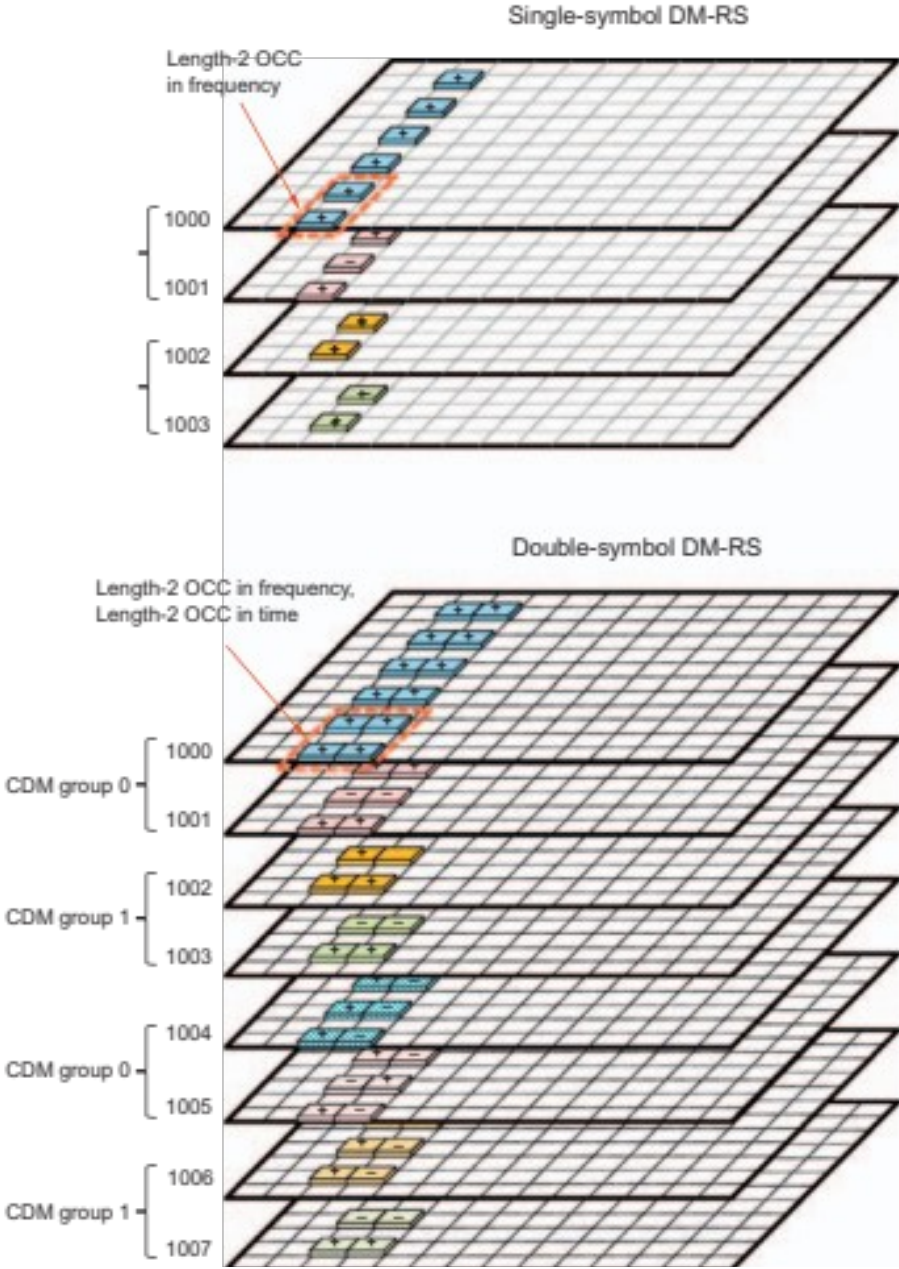 Single-symbol DM-RS
Length-2 OCC
in frequency
1000
1001
1002
1003
Double-symbol DM-RS
Length-2 OCC in frequency,
Length-2 OCC in time
1000
CDM group 0
1001
1002
CDM group 1
1003
1004
CDM group 0
1005
1006
CDM group 1
1007